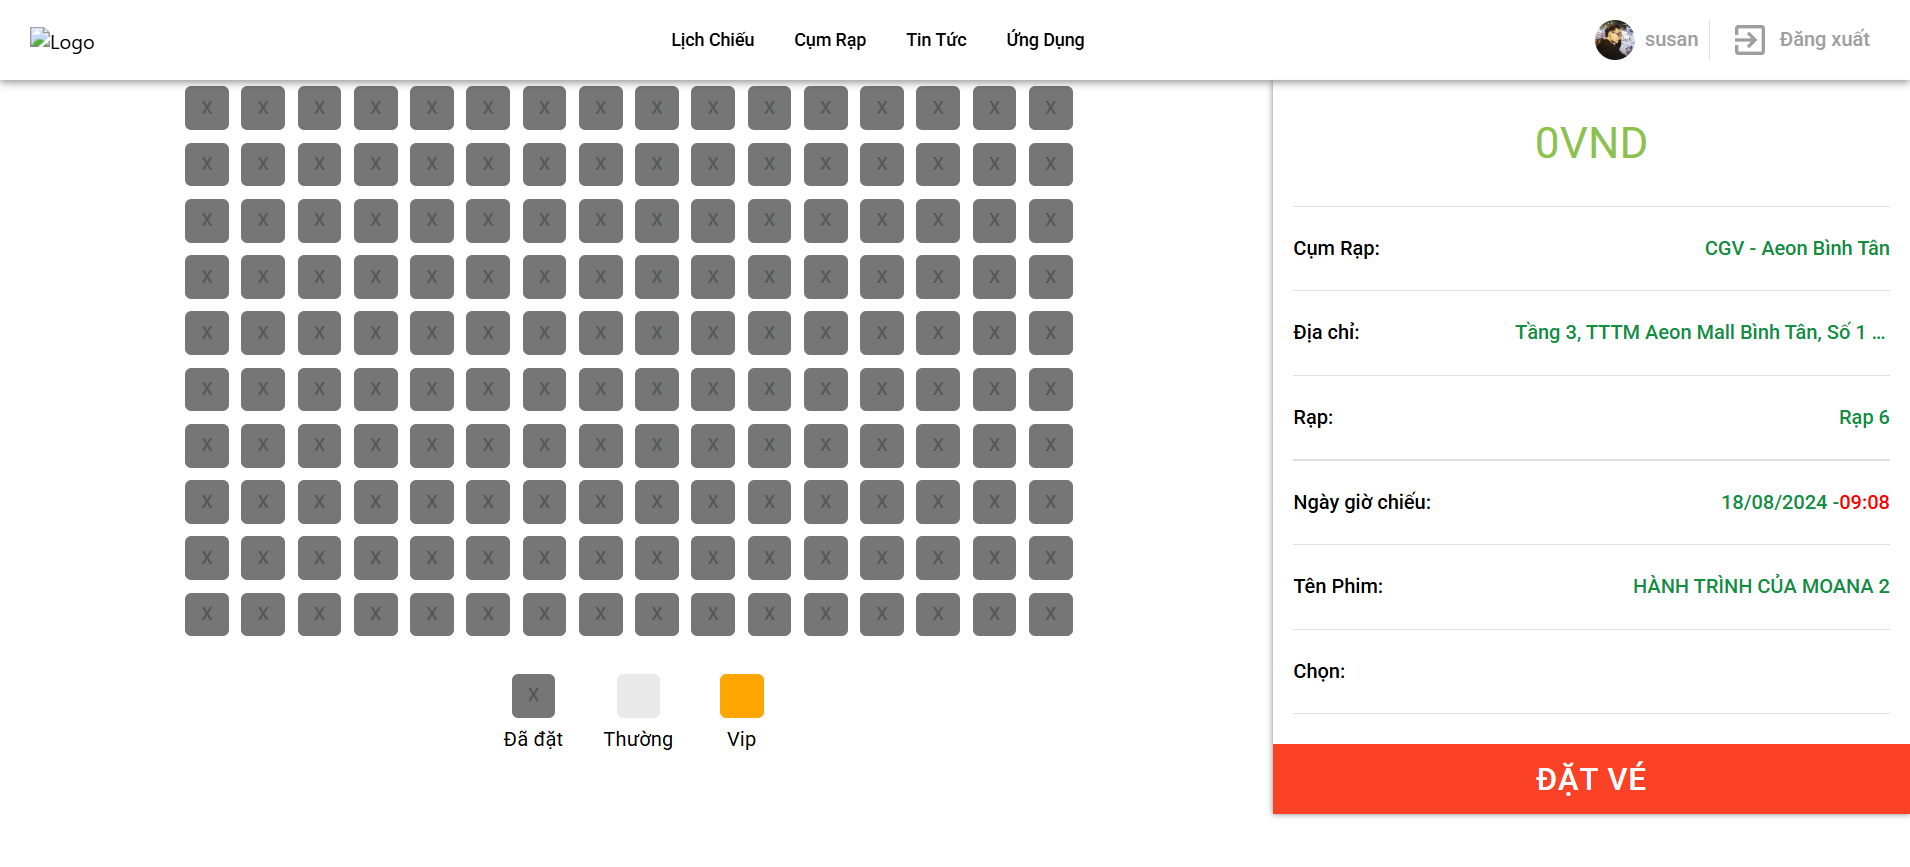 Logo
Lịch Chiếu Cụm Rạp Tin Tức Ứng Dụng
susan Đăng xuất
X X X X X X X X X X X X X X X X
X X X X X X X X X X X X X X X X
X X X X X X X X X X X X X X X X
X X X X X X X X X X X X X X X X
X X X X X X X X X X X X X X X X
X X X X X X X X X X X X X X X X
X X X X X X X X X X X X X X X X
X X X X X X X X X X X X X X X X
X X X X X X X X X X X X X X X X
X X X X X X X X X X X X X X X X
X
Đã đặt Thường Vip
0VND
Cụm Rạp: CGV - Aeon Bình Tân
Địa chỉ: Tầng 3, TTTM Aeon Mall Bình Tân, Số 1 ...
Rạp: Rạp 6
Ngày giờ chiếu: 18/08/2024 -09:08
Tên Phim: HÀNH TRÌNH CỦA MOANA 2
Chọn:
ĐẶT VÉ